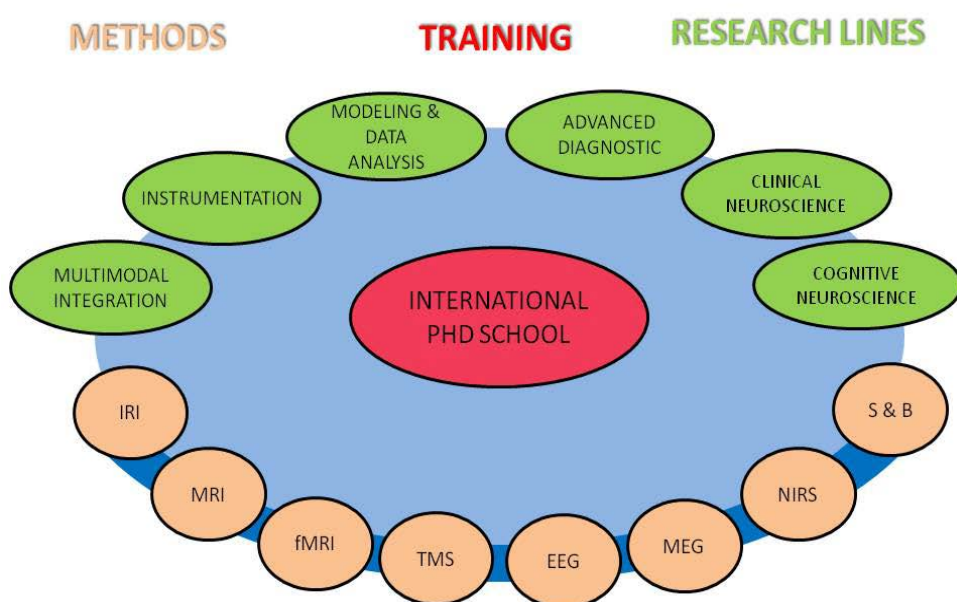 METHODS
TRAINING
RESEARCH LINES
MODELING &
DATA
ANALYSIS
ADVANCED
DIAGNOSTIC
INSTRUMENTATION
CLINICAL
NEUROSCIENCE
MULTIMODAL
INTEGRATION
COGNITIVE
NEUROSCIENCE
INTERNATIONAL
PHD SCHOOL
IRI
MRI
fMRI
TMS
EEG
MEG
NIRS
S & B